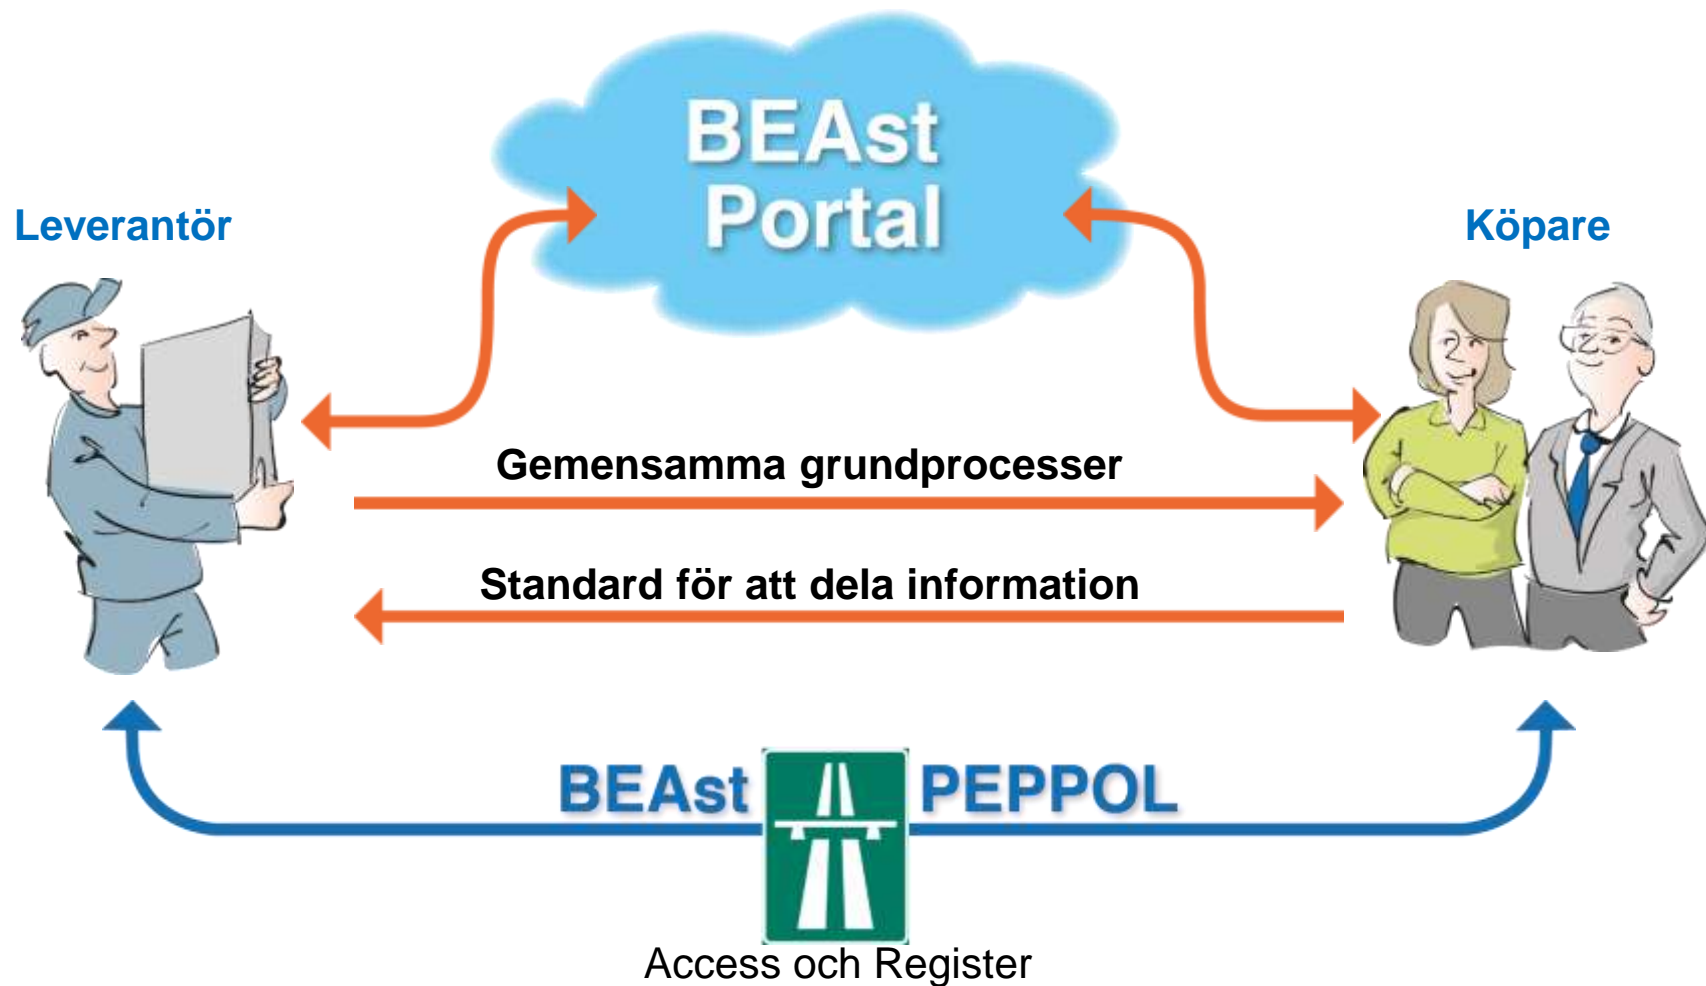 BEAst
Portal
Leverantör
Köpare
Gemensamma grundprocesser
Standard för att dela information
BEAst PEPPOL
Access och Register